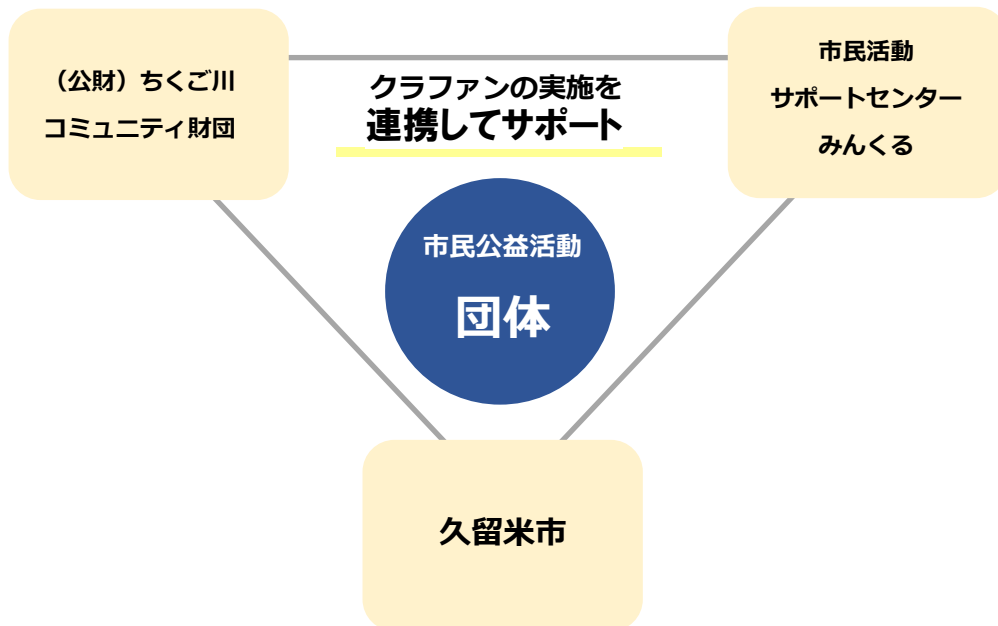 （公財）ちくご川
コミュニティ財団
クラファンの実施を
連携してサポート
市民活動
サポートセンター
みんくる
市民公益活動
団体
久留米市